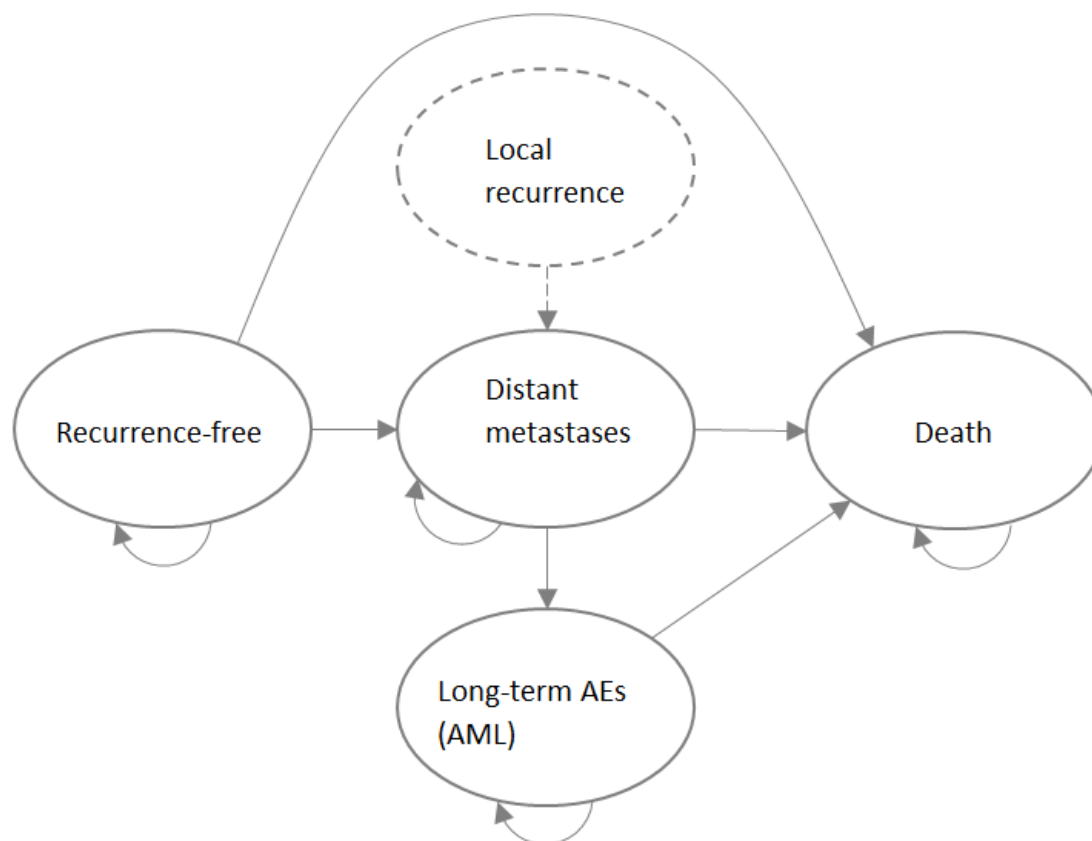 Local
recurrence
Recurrence-free
Distant
metastases
Death
Long-term AEs
(AML)